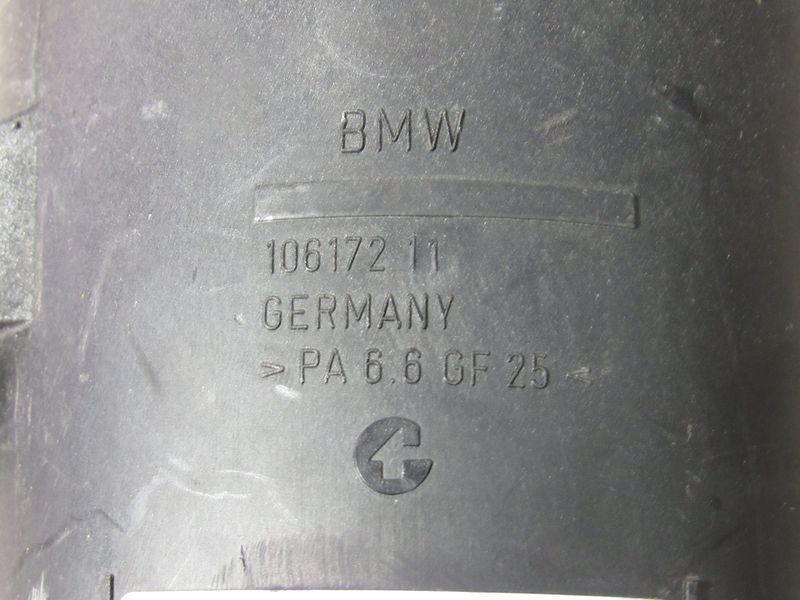 BMW
106172 11
GERMANY
>PA 6.6 GF 25<